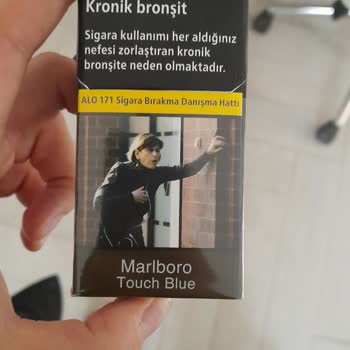 Kronik bronşit
Sigara kullanımı her aldığınız
nefesi zorlaştıran kronik
bronşite neden olmaktadır.
ALO 171 Sigara Bırakma Danışma Hattı
Marlboro
Touch Blue